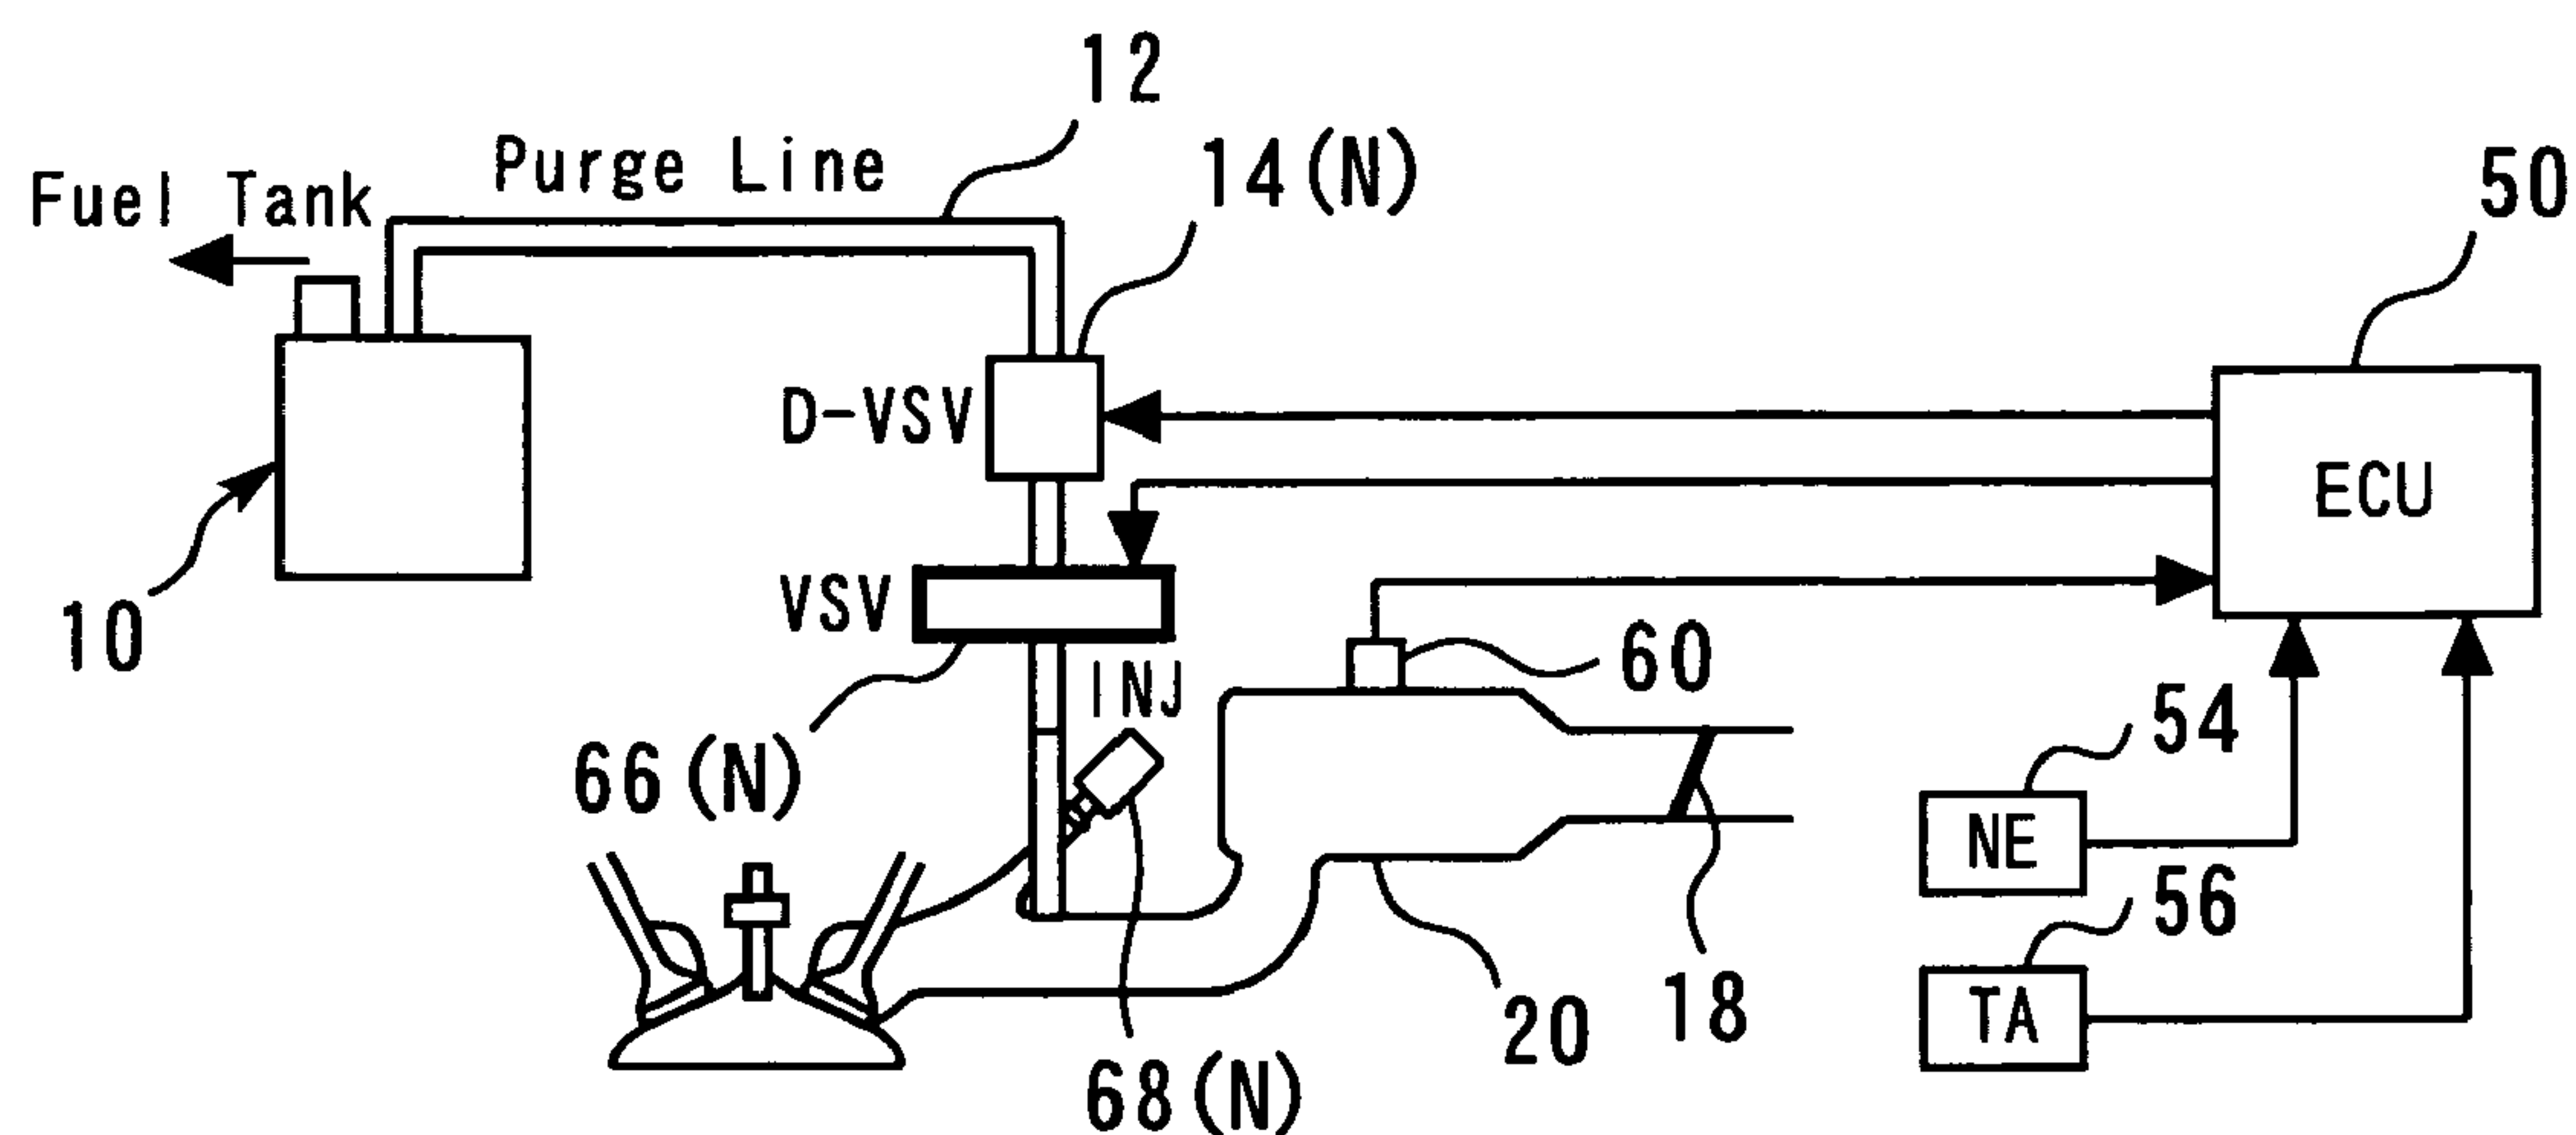 12
Purge Line
14(N)
Fuel Tank
50
D-VSV
ECU
VSV
10
60
INJ
66(N)
54
NE
56
18
20
TA
68(N)